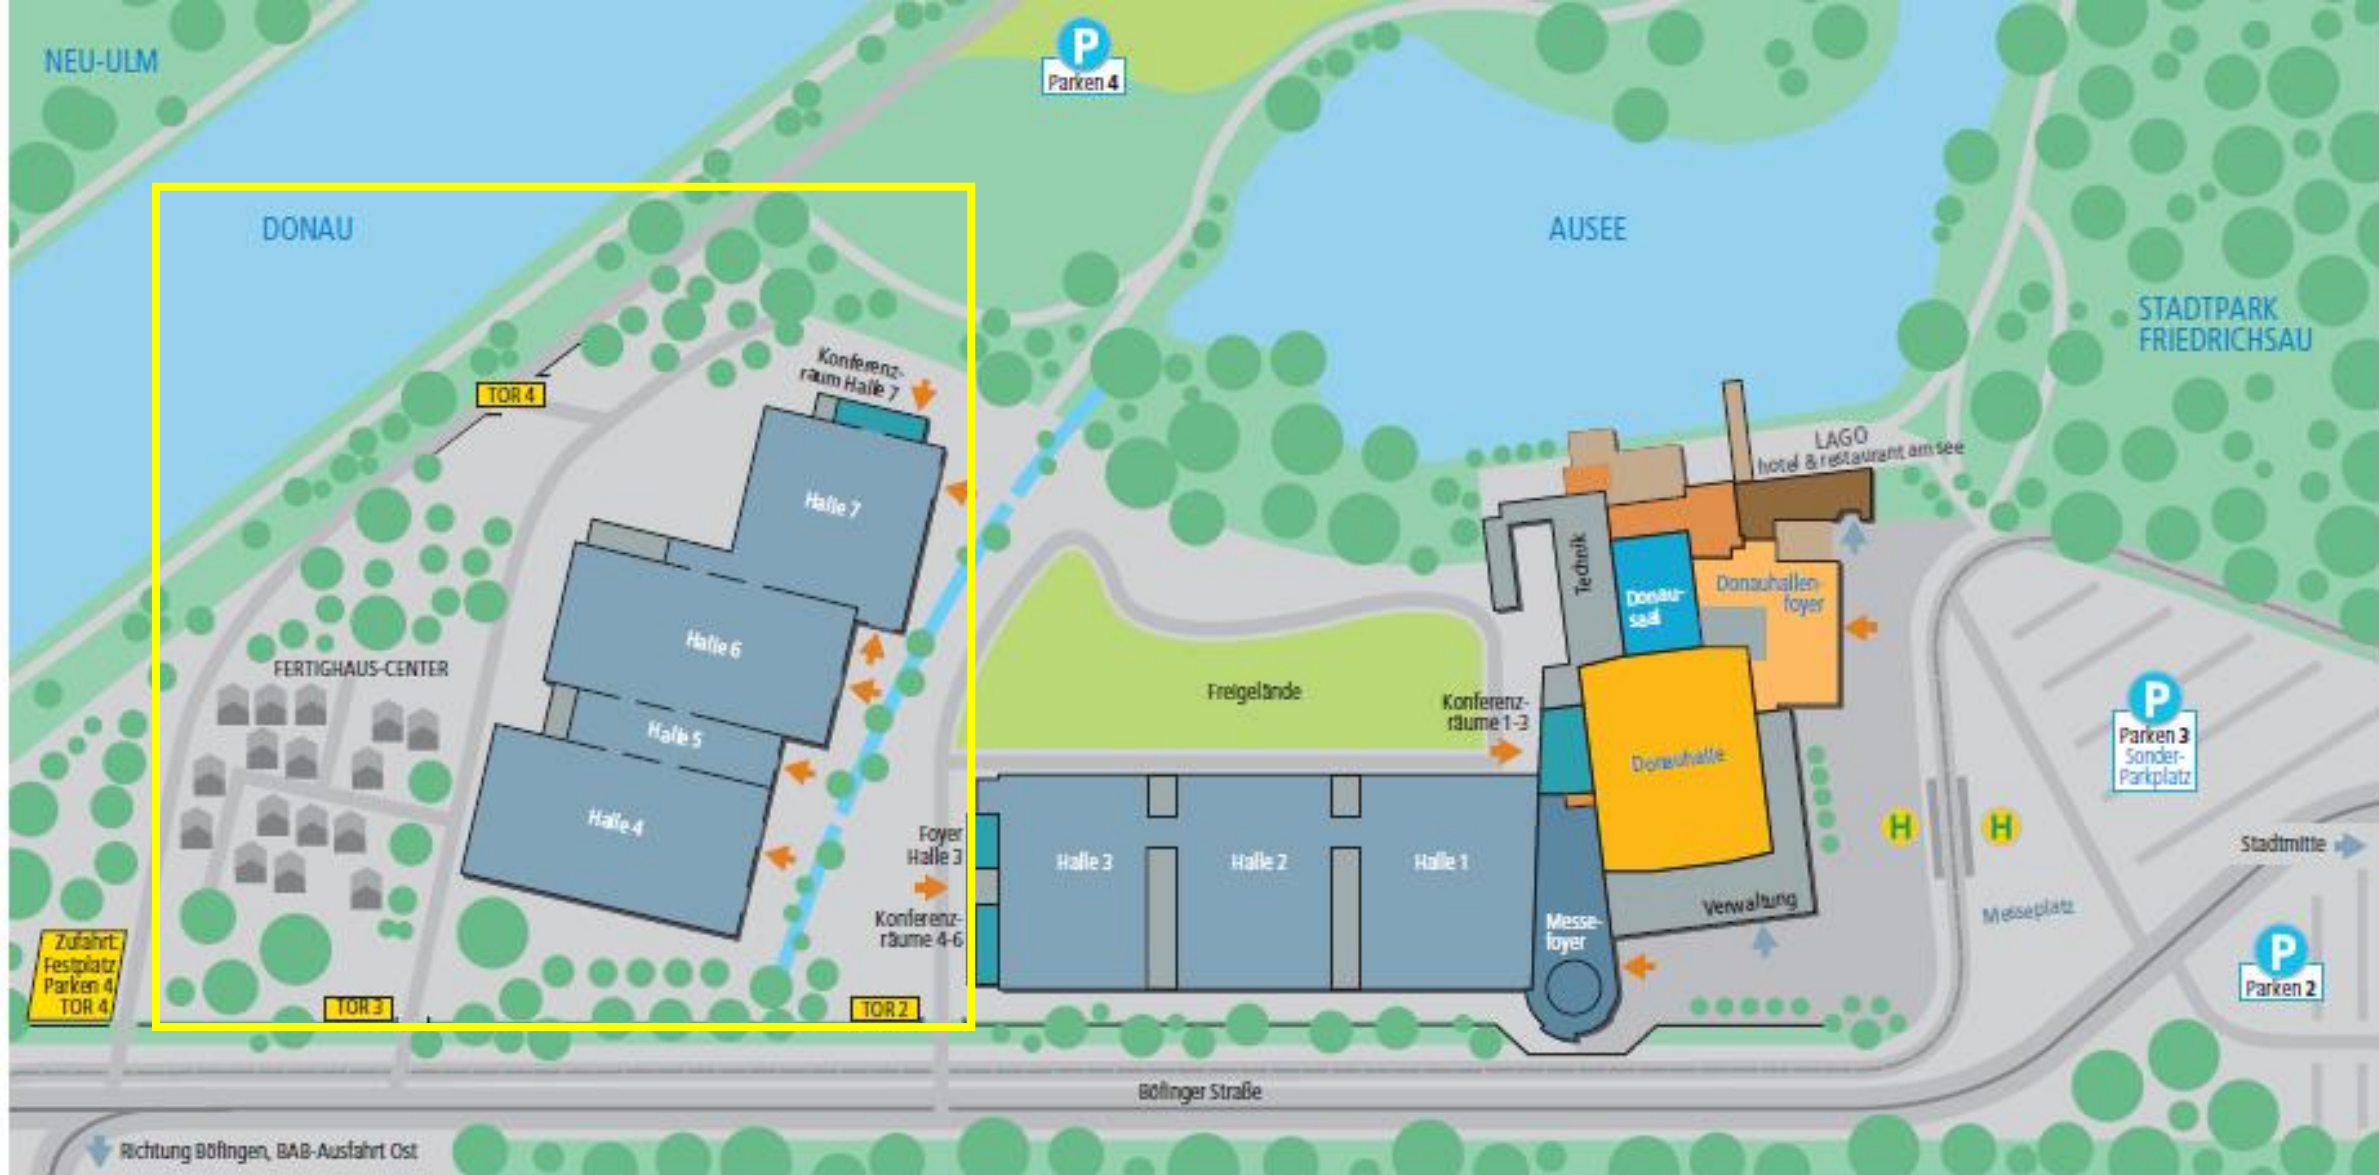 NEU-ULM
P
Parken 4
DONAU
AUSEE
STADTPARK
FRIEDRICHSAU
Konferenz-
raum Halle 7
TOR 4
LAGO
hotel & restaurant am see
Halle 7
Technik
Donau-
saal
Donauhallen-
foyer
Halle 6
FERTIGHAUS-CENTER
Freigelände
Konferenz-
räume 1-3
P
Parken 3
Sonder-
Parkplatz
Halle 5
Donauhalle
Halle 4
Foyer
Halle 3
Konferenz-
räume 4-6
Halle 3
Halle 2
Halle 1
H
H
Stadtmitte
Verwaltung
Messeplatz
Messe-
foyer
Zufahrt:
Festplatz
Parken 4
TOR 4
TOR 3
TOR 2
P
Parken 2
Böfinger Straße
Richtung Böfingen, BAB-Ausfahrt Ost